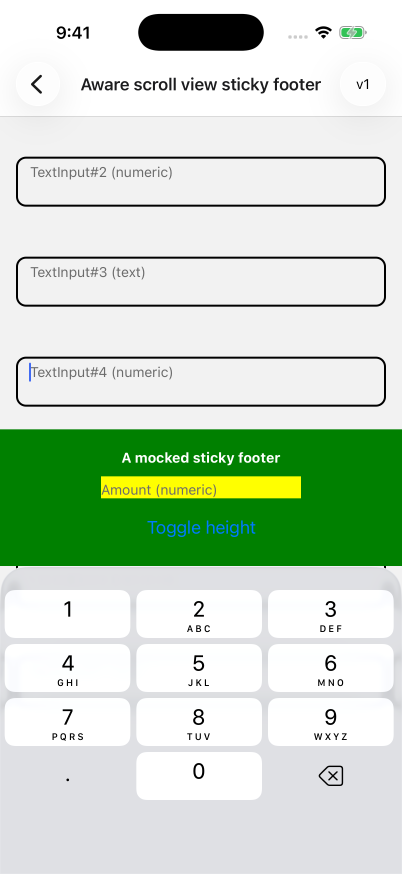 9:41
Aware scroll view sticky footer
v1
TextInput#2 (numeric)
TextInput#3 (text)
TextInput#4 (numeric)
A mocked sticky footer
Amount (numeric)
Toggle height
1
2 ABC
3 DEF
4 GHI
5 JKL
6 MNO
7 PQRS
8 TUV
9 WXYZ
.
0